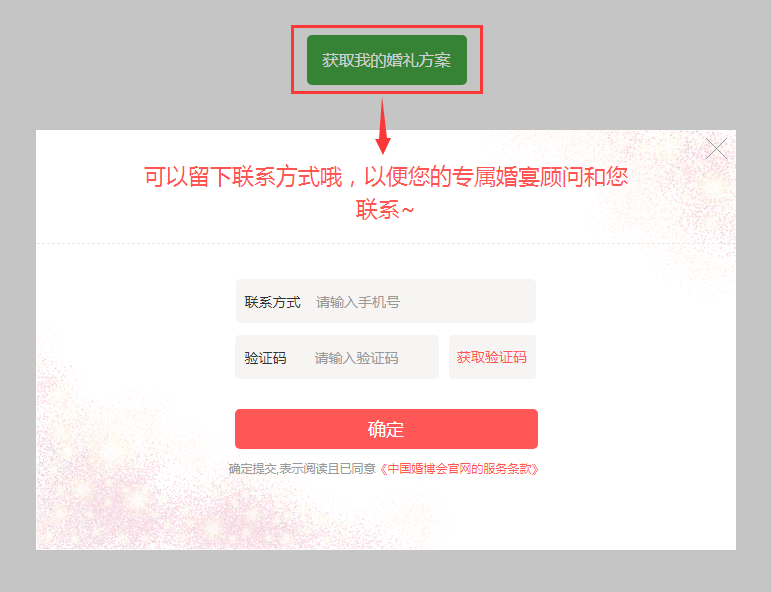 获取我的婚礼方案
可以留下联系方式哦，以便您的专属婚宴顾问和您
联系~
联系方式 请输入手机号
验证码 请输入验证码 获取验证码
确定
确定提交,表示阅读且已同意《中国婚博会官网的服务条款》